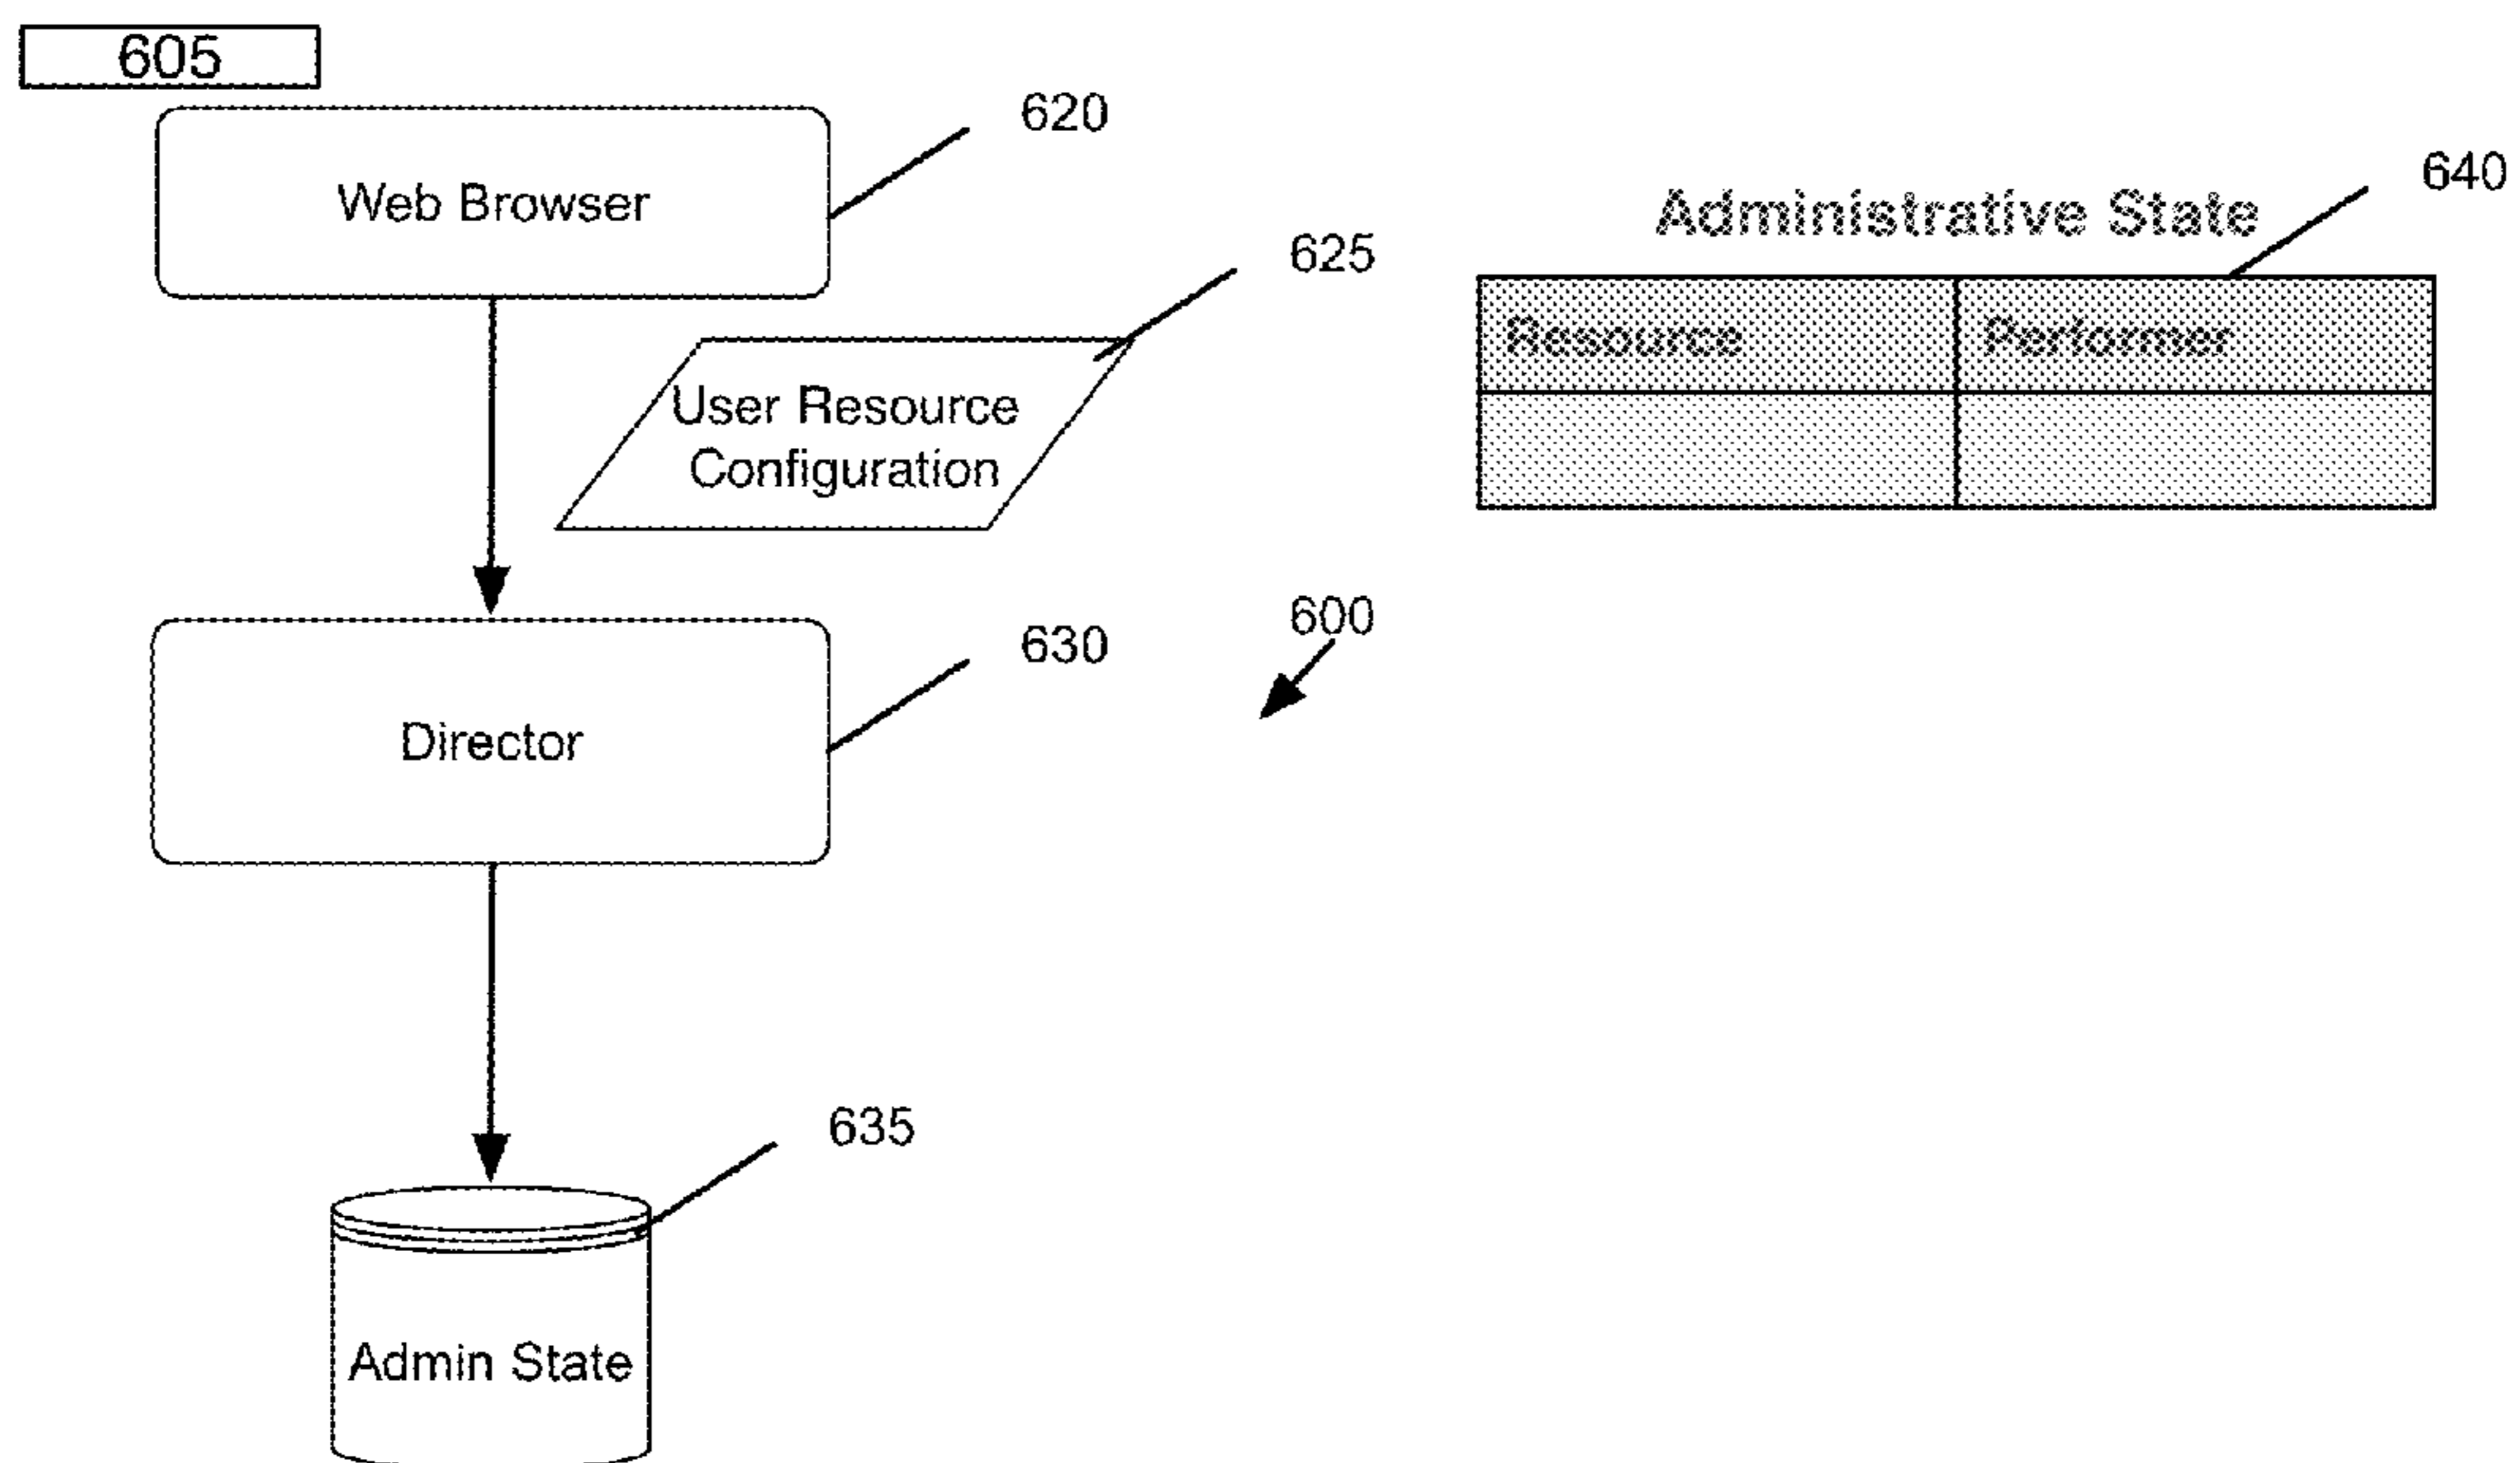 605
620
Web Browser
640
Administrative State
625
Resource
Performer
User Resource
Configuration
600
630
Director
635
Admin State